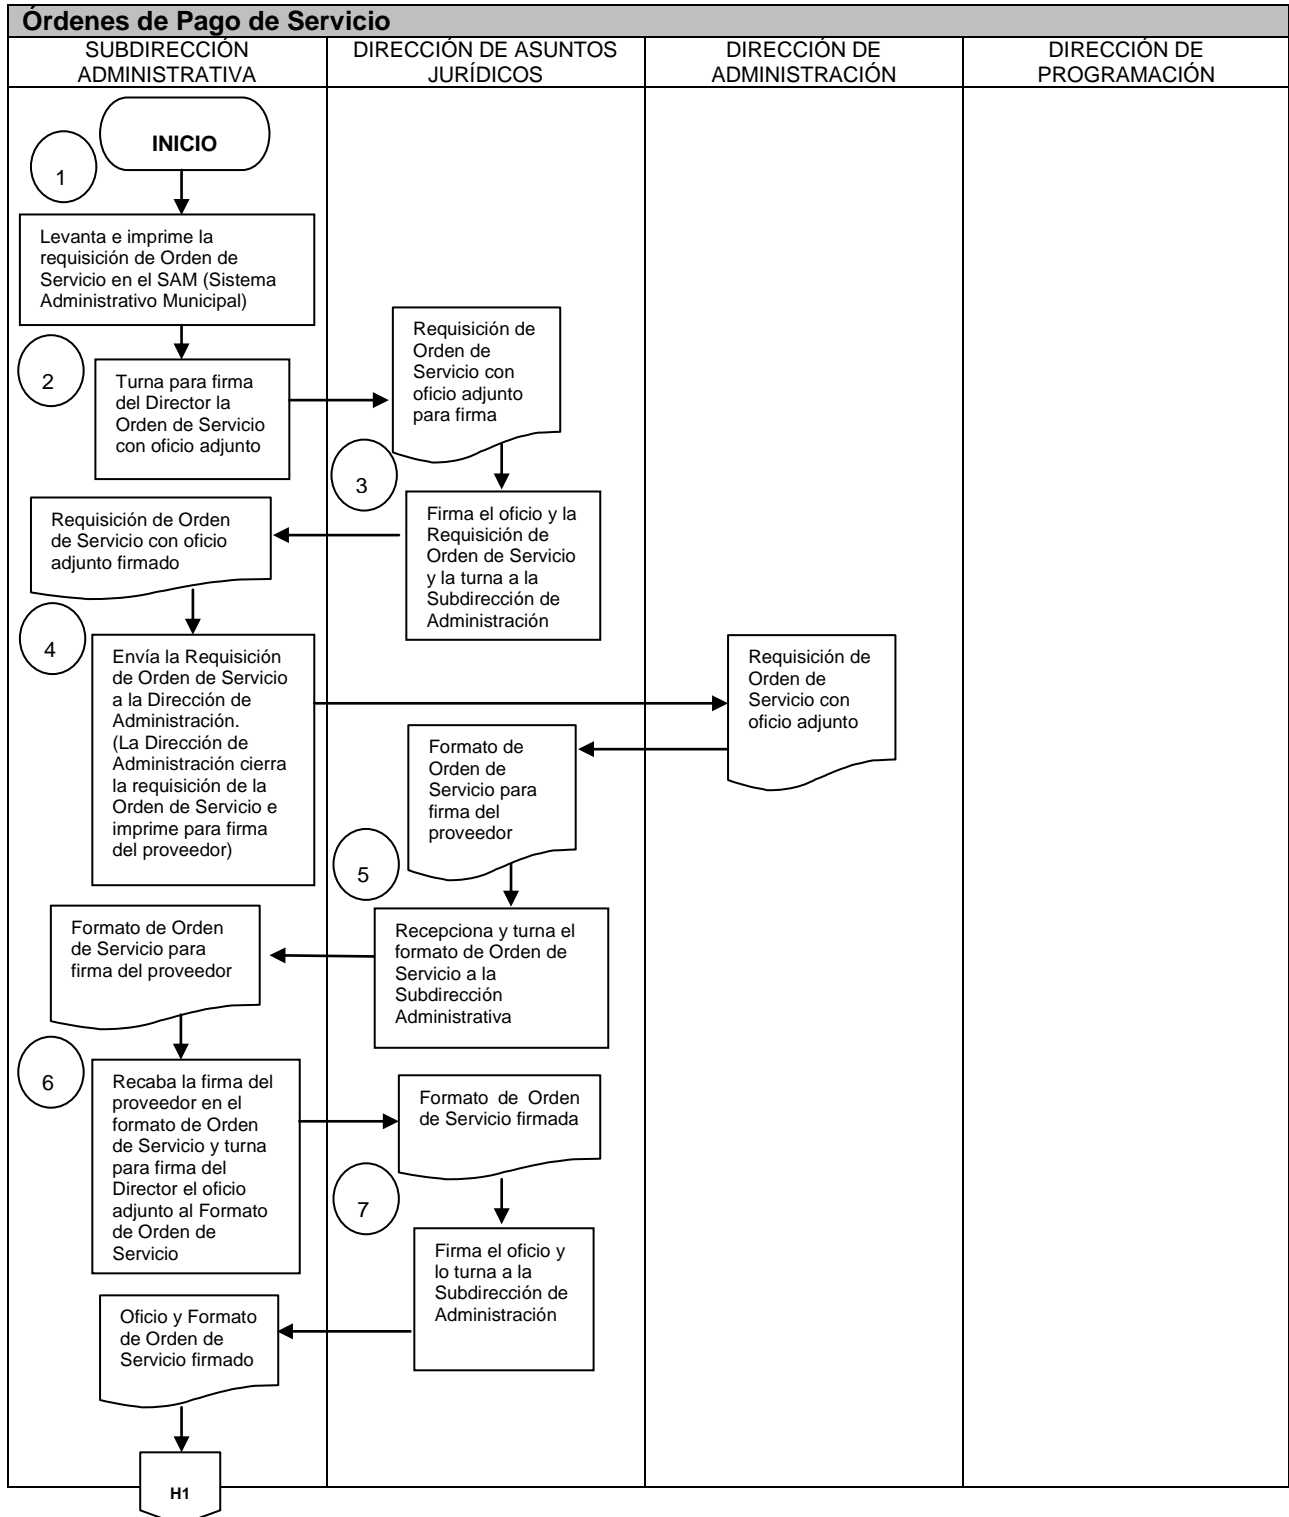 Órdenes de Pago de Servicio
SUBDIRECCIÓN
ADMINISTRATIVA
DIRECCIÓN DE ASUNTOS
JURÍDICOS
DIRECCIÓN DE
ADMINISTRACIÓN
DIRECCIÓN DE
PROGRAMACIÓN
INICIO
1
Levanta e imprime la
requisición de Orden de
Servicio en el SAM (Sistema
Administrativo Municipal)
2
Turna para firma
del Director la
Orden de Servicio
con oficio adjunto
Requisición de
Orden de
Servicio con
oficio adjunto
para firma
3
Firma el oficio y la
Requisición de
Orden de Servicio
y la turna a la
Subdirección de
Administración
Requisición de Orden
de Servicio con oficio
adjunto firmado
4
Envía la Requisición
de Orden de Servicio
a la Dirección de
Administración.
(La Dirección de
Administración cierra
la requisición de la
Orden de Servicio e
imprime para firma
del proveedor)
Requisición de
Orden de
Servicio con
oficio adjunto
Formato de
Orden de
Servicio para
firma del
proveedor
5
Recepciona y turna el
formato de Orden de
Servicio a la
Subdirección
Administrativa
Formato de Orden
de Servicio para
firma del proveedor
6
Recaba la firma del
proveedor en el
formato de Orden
de Servicio y turna
para firma del
Director el oficio
adjunto al Formato
de Orden de
Servicio
Formato de Orden
de Servicio firmada
7
Firma el oficio y
lo turna a la
Subdirección de
Administración
Oficio y Formato
de Orden de
Servicio firmado
H1